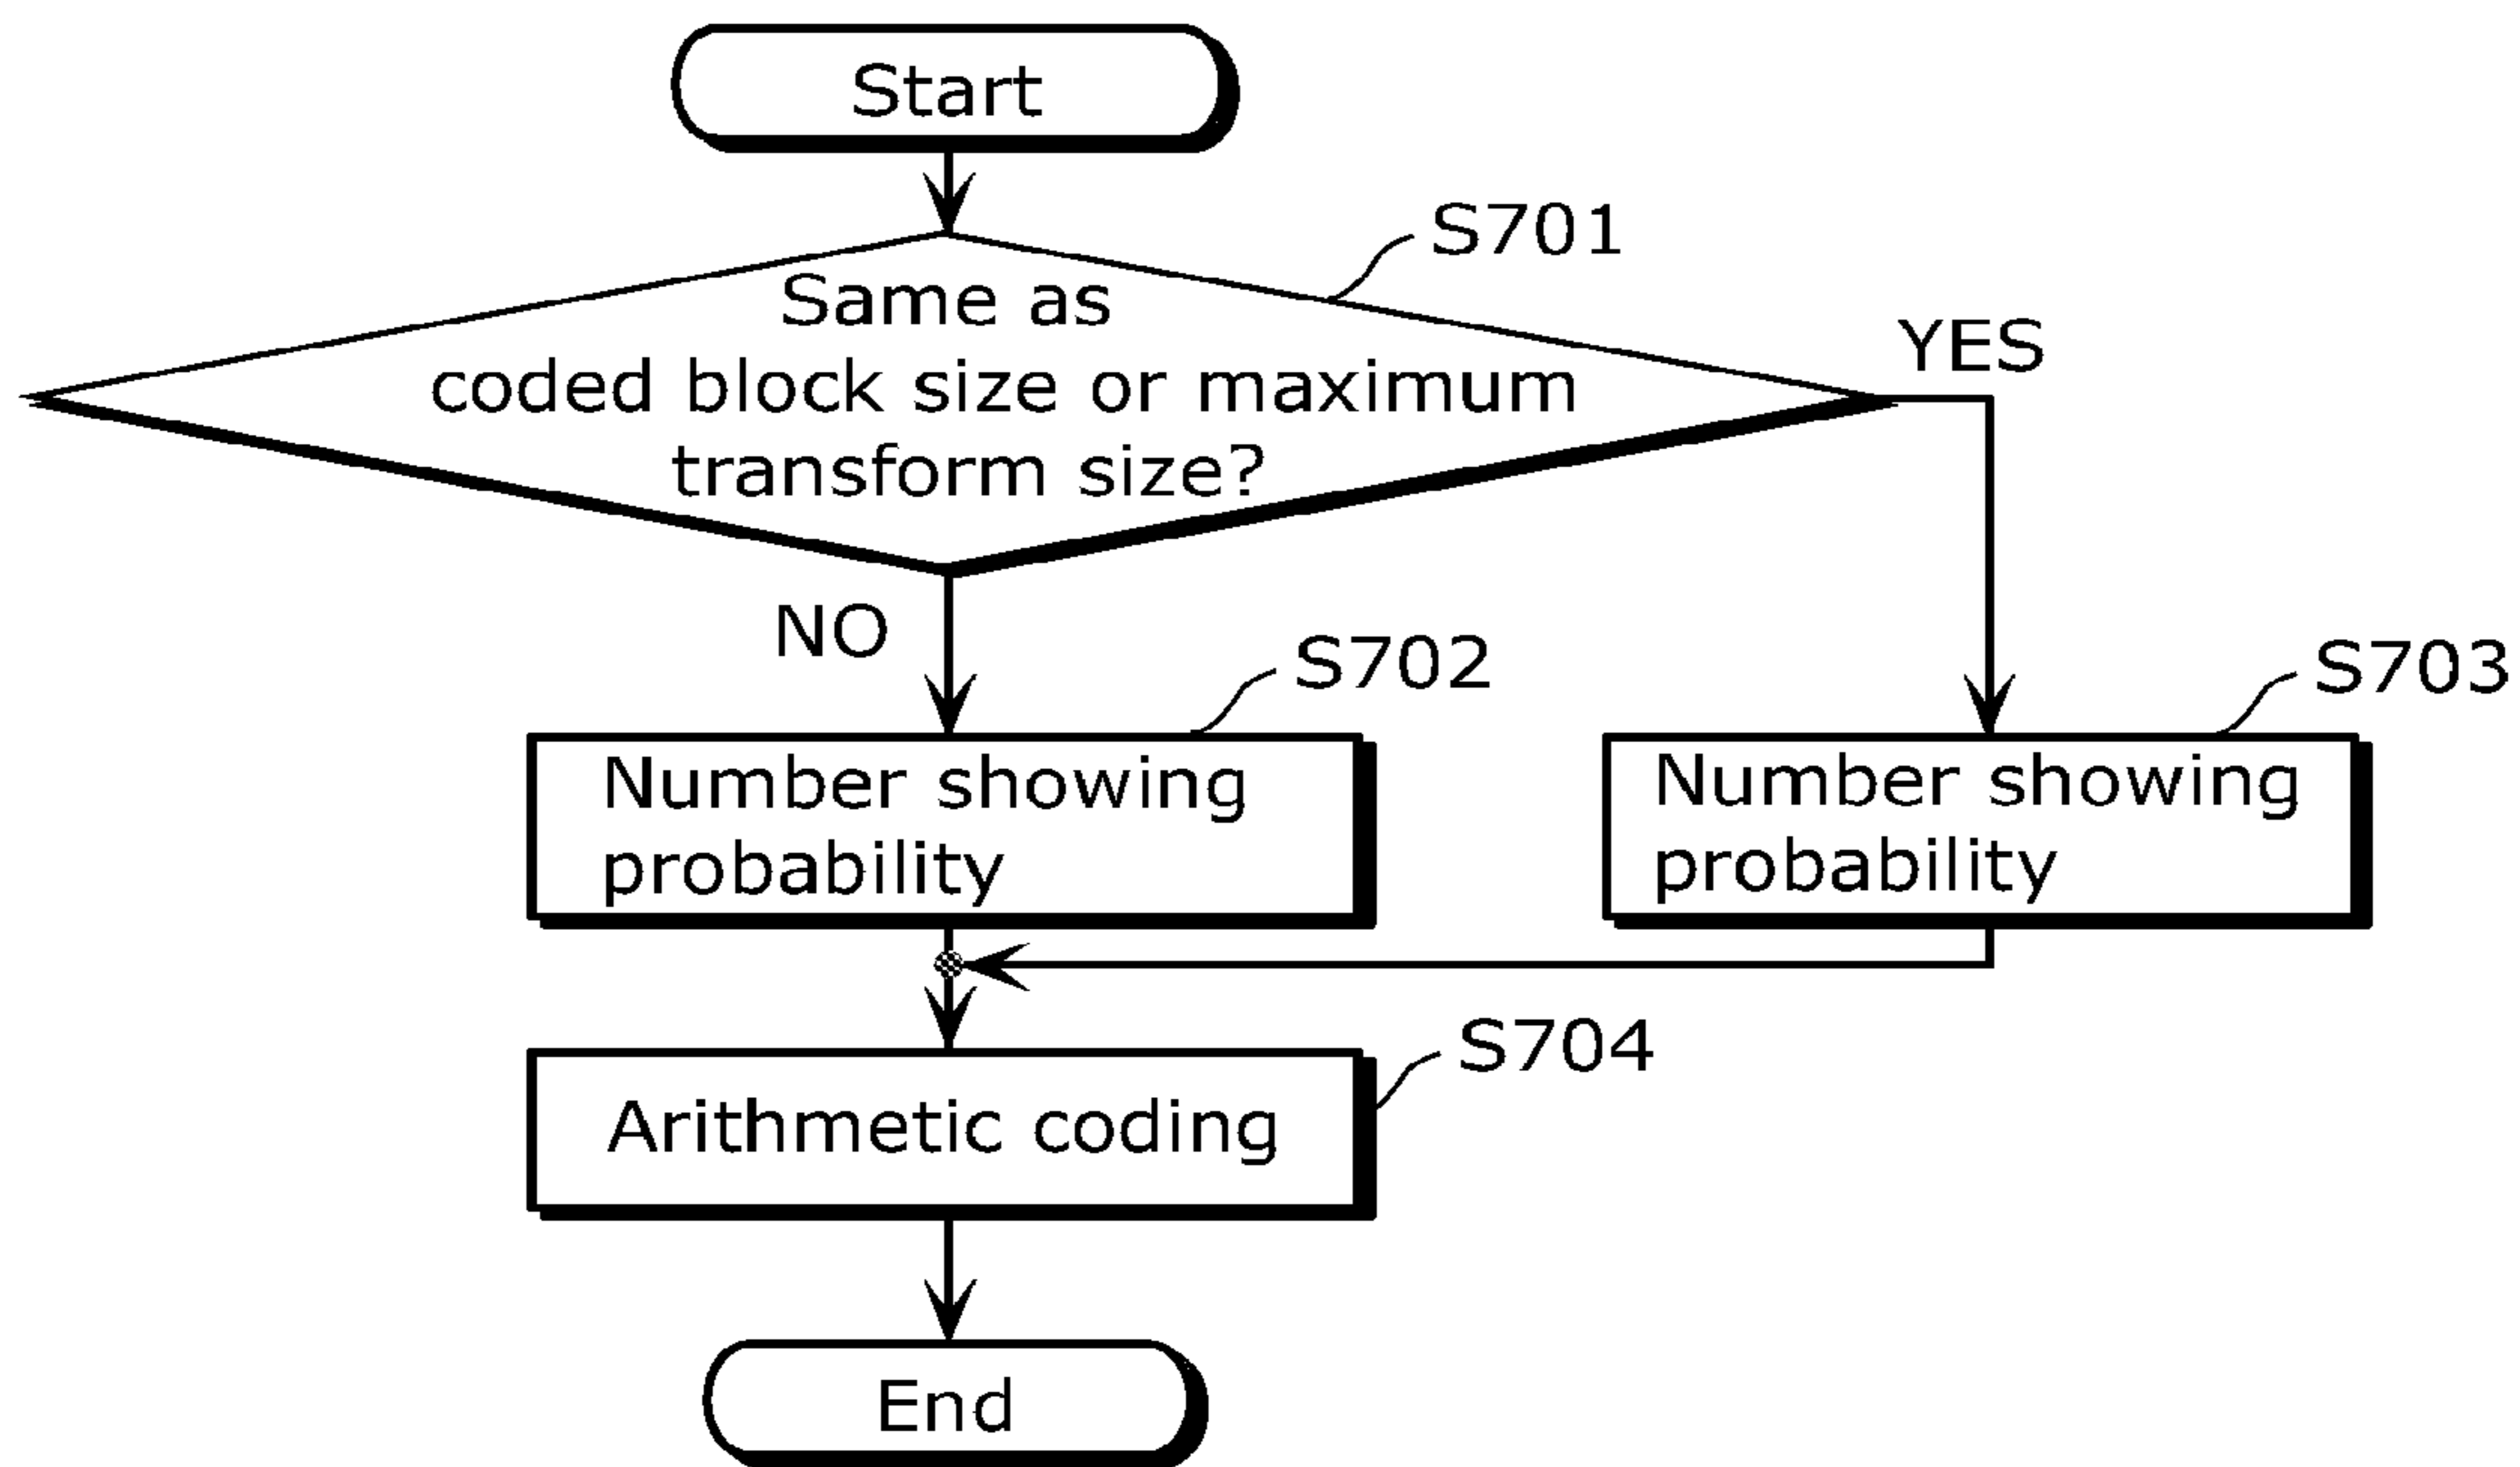 Start
S701
Same as
coded block size or maximum
transform size?
YES
NO
S702
S703
Number showing
probability
Number showing
probability
S704
Arithmetic coding
End